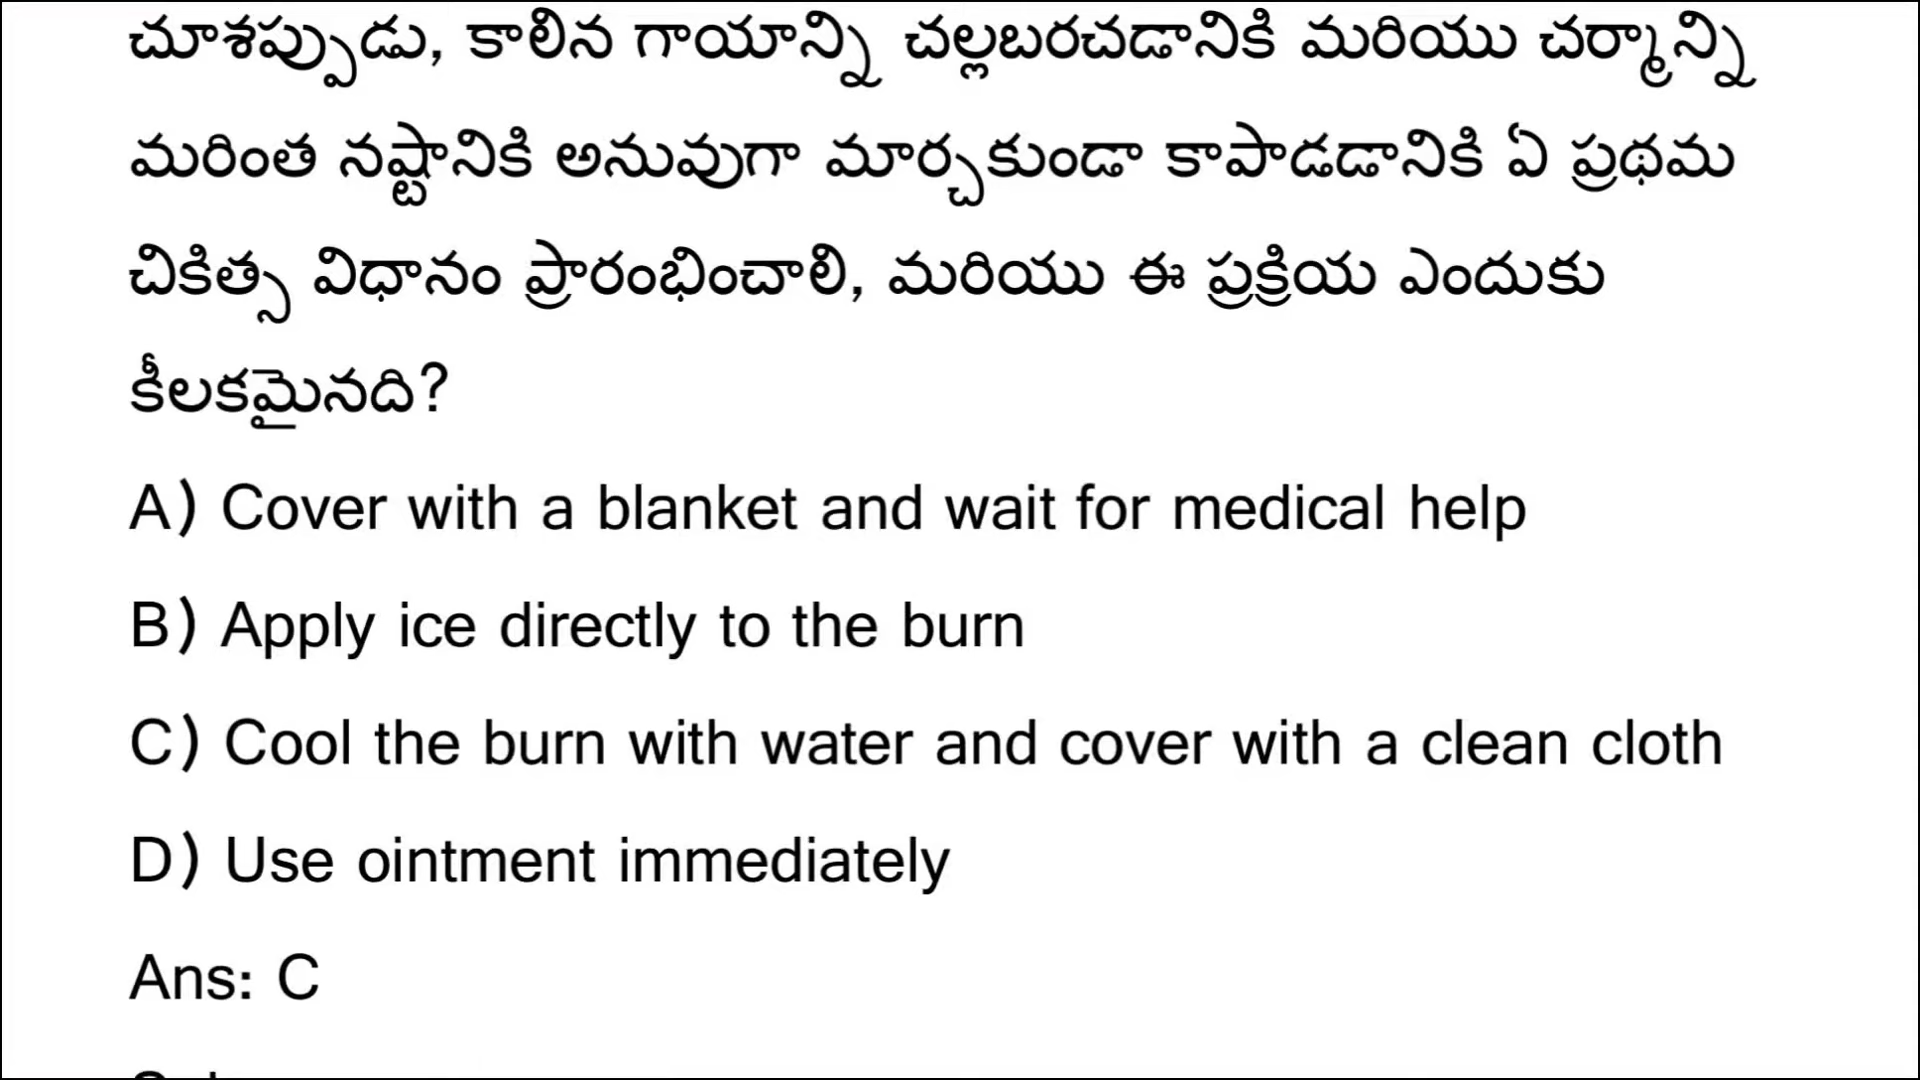 చూశప్పుడు, కాలిన గాయాన్ని చల్లబరచడానికి మరియు చర్మాన్ని
మరింత నష్టానికి అనువుగా మార్చకుండా కాపాడడానికి ఏ ప్రథమ
చికిత్స విధానం ప్రారంభించాలి, మరియు ఈ ప్రక్రియ ఎందుకు
కీలకమైనది?
A) Cover with a blanket and wait for medical help
B) Apply ice directly to the burn
C) Cool the burn with water and cover with a clean cloth
D) Use ointment immediately
Ans: C